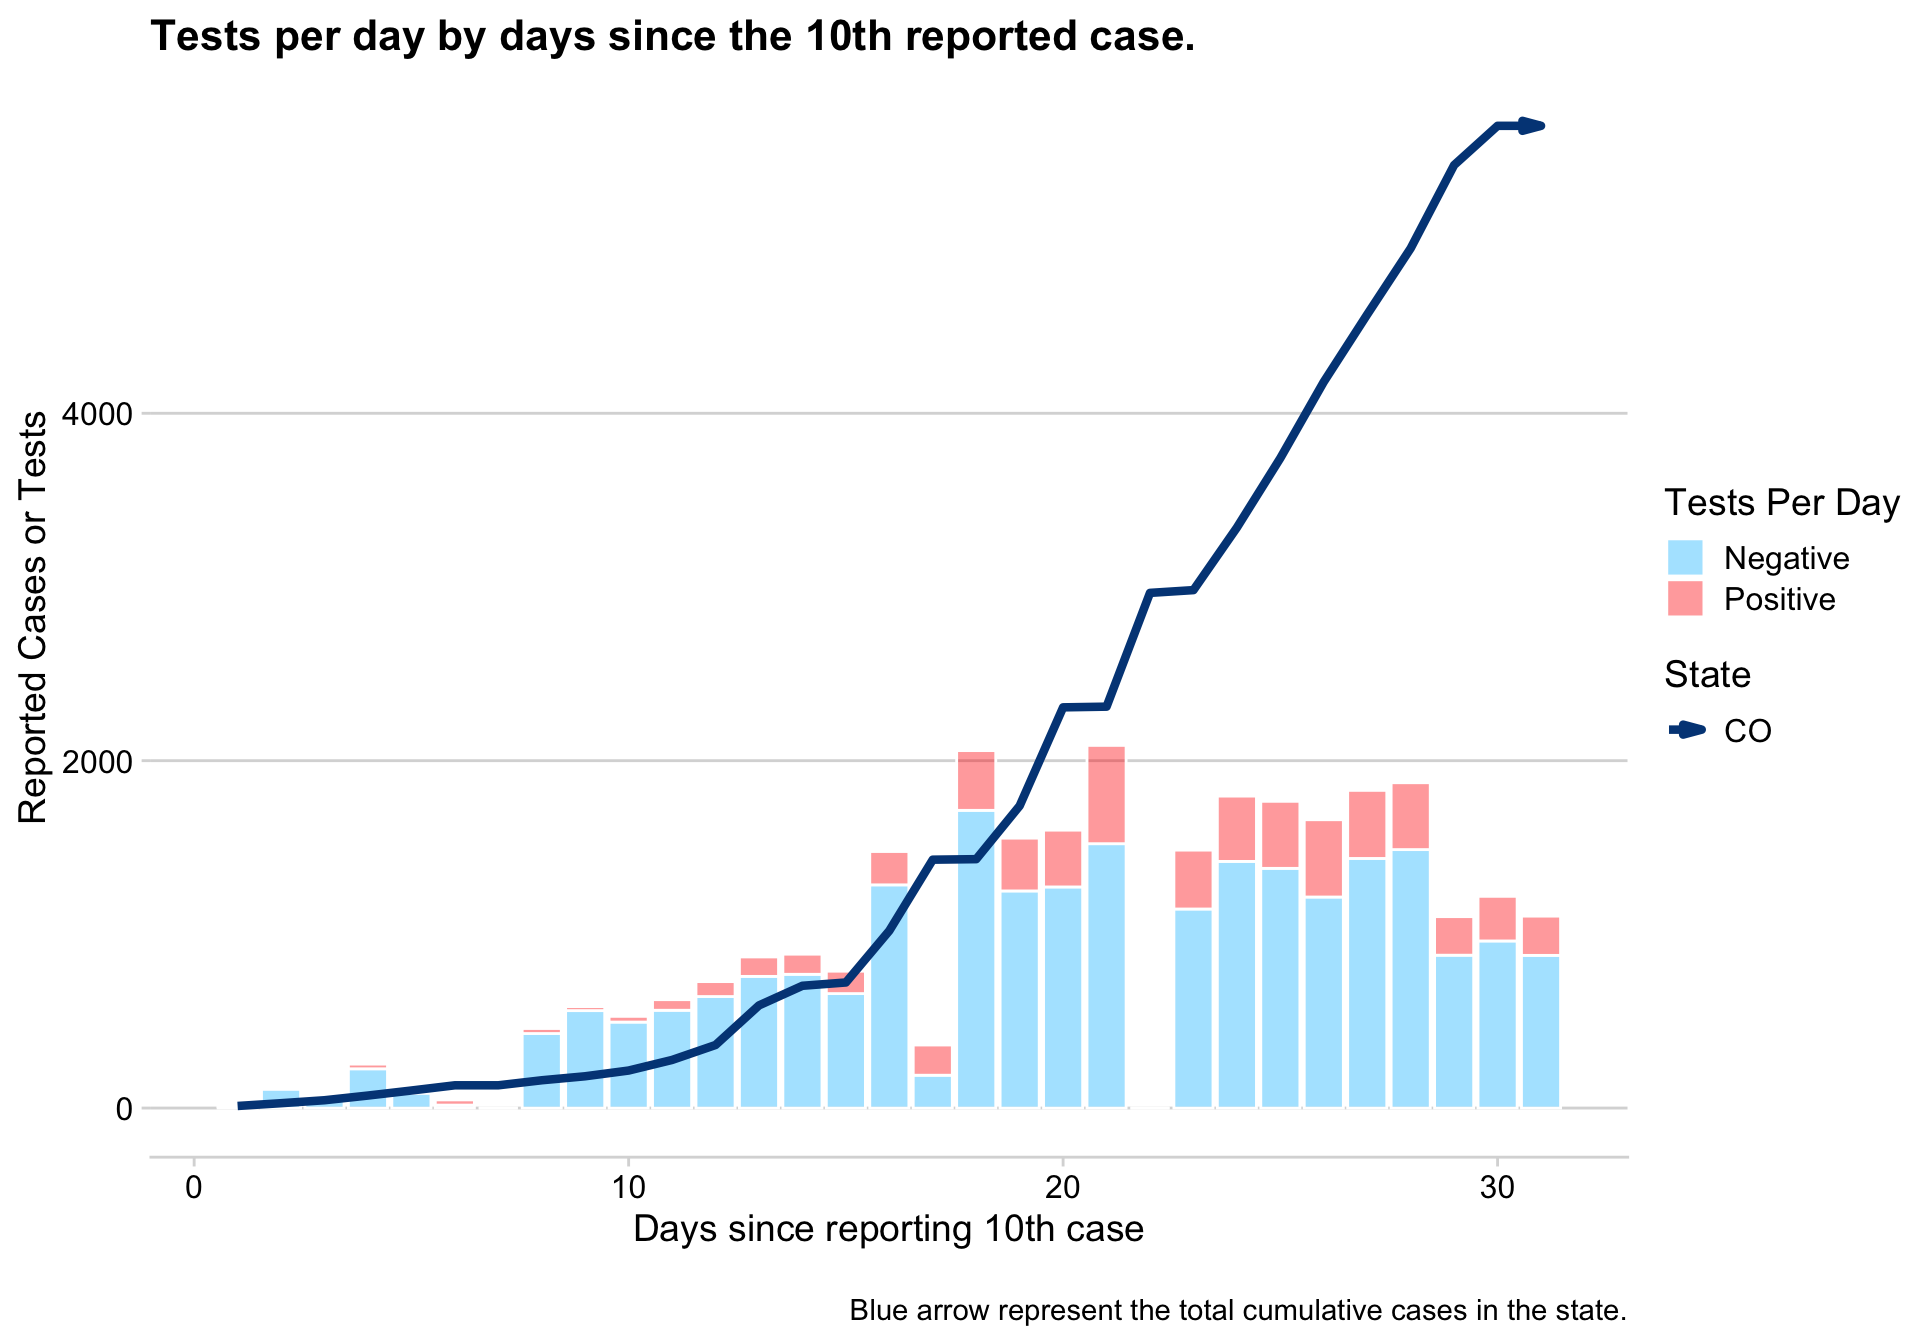 Tests per day by days since the 10th reported case.
Reported Cases or Tests
4000
2000
0
0
10
20
30
Days since reporting 10th case
Tests Per Day
Negative
Positive
State
CO
Blue arrow represent the total cumulative cases in the state.